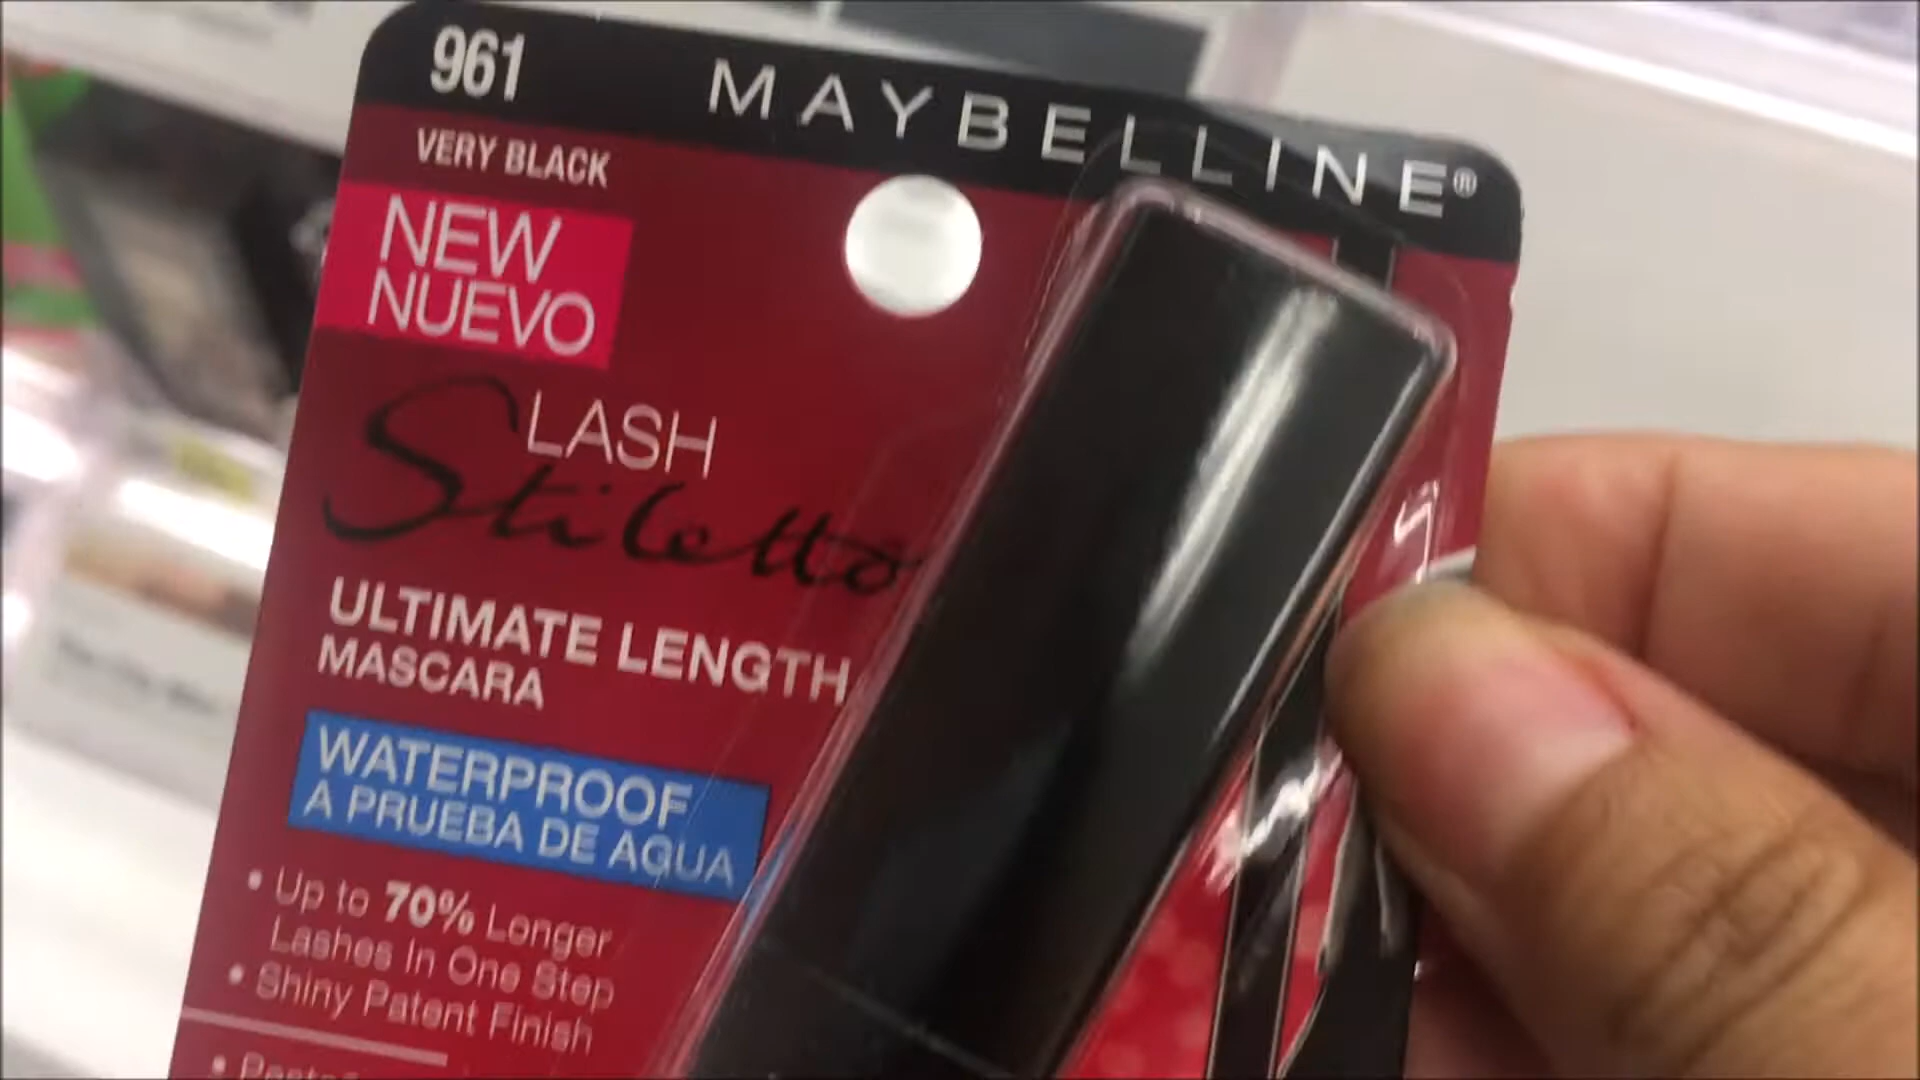 961
MAYBELLINE®
VERY BLACK
NEW
NUEVO
LASH
Stiletto
ULTIMATE LENGTH
MASCARA
WATERPROOF
A PRUEBA DE AGUA
• Up to 70% Longer
Lashes In One Step
• Shiny Patent Finish